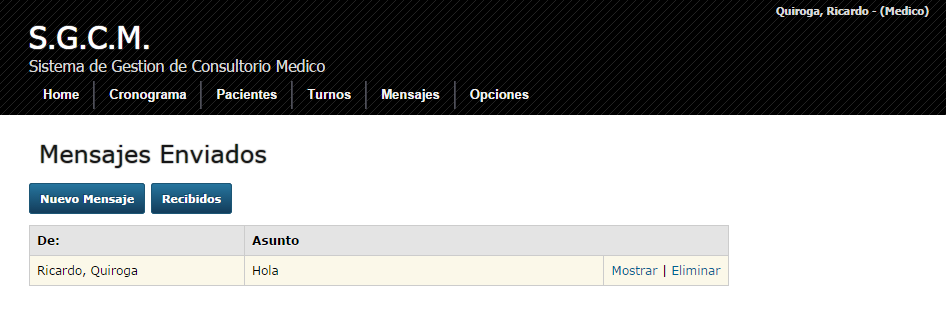 Quiroga, Ricardo - (Medico)
S.G.C.M.
Sistema de Gestion de Consultorio Medico
Home Cronograma Pacientes Turnos Mensajes Opciones
Mensajes Enviados
Nuevo Mensaje Recibidos
De: Asunto
Ricardo, Quiroga Hola Mostrar | Eliminar